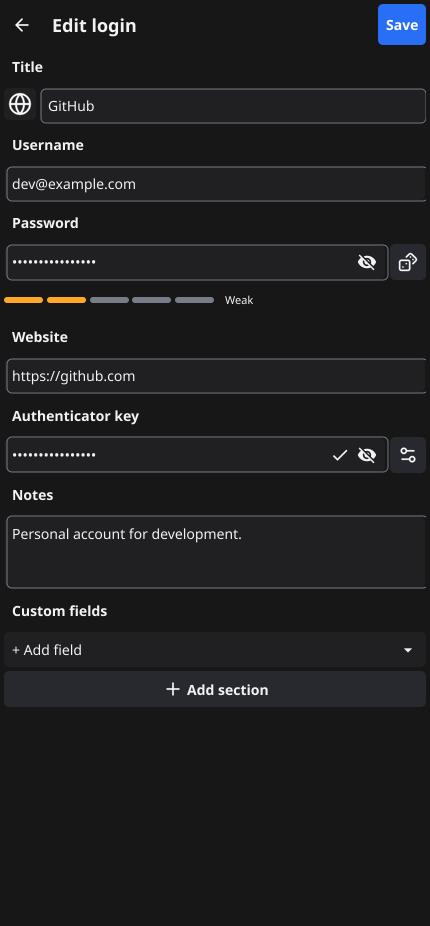 Edit login
Save
Title
GitHub
Username
dev@example.com
Password
••••••••••••••••
Weak
Website
https://github.com
Authenticator key
••••••••••••••••
Notes
Personal account for development.
Custom fields
+ Add field
+ Add section